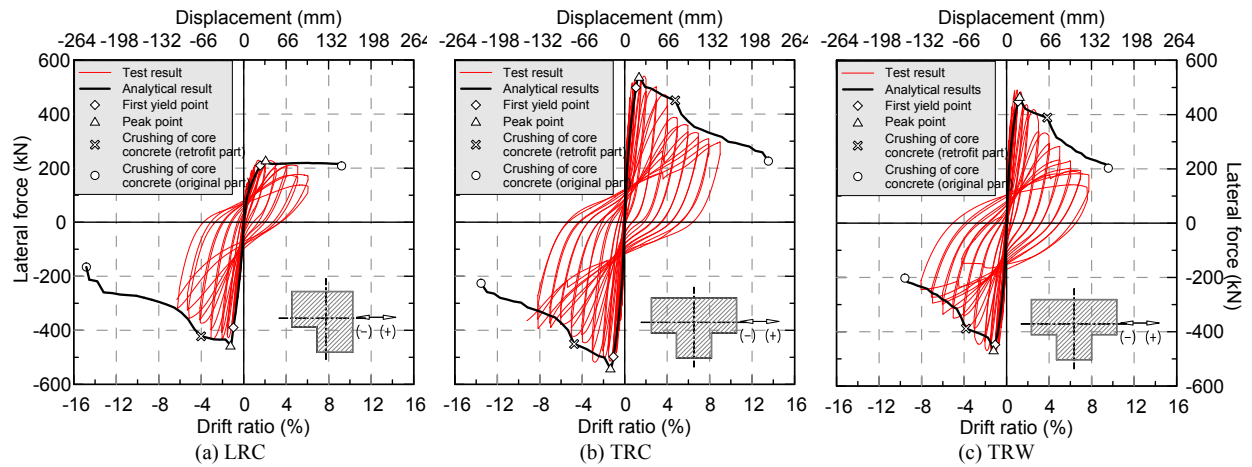 Displacement (mm)
-264 -198 -132 -66 0 66 132 198 264
600
400
200
0
-200
-400
-600
Lateral force (kN)
Test result
Analytical results
First yield point
Peak point
Crushing of core
concrete (retrofit part)
Crushing of core
concrete (original part)
(-) (+)
-16 -12 -8 -4 0 4 8 12 16
Drift ratio (%)
(a) LRC
Displacement (mm)
-264 -198 -132 -66 0 66 132 198 264
Test result
Analytical results
First yield point
Peak point
Crushing of core
concrete (retrofit part)
Crushing of core
concrete (original part)
(-) (+)
-16 -12 -8 -4 0 4 8 12 16
Drift ratio (%)
(b) TRC
Displacement (mm)
-264 -198 -132 -66 0 66 132 198 264
Test result
Analytical results
First yield point
Peak point
Crushing of core
concrete (retrofit part)
Crushing of core
concrete (original part)
(-) (+)
600
400
200
0
-200
-400
-600
Lateral force (kN)
-16 -12 -8 -4 0 4 8 12 16
Drift ratio (%)
(c) TRW